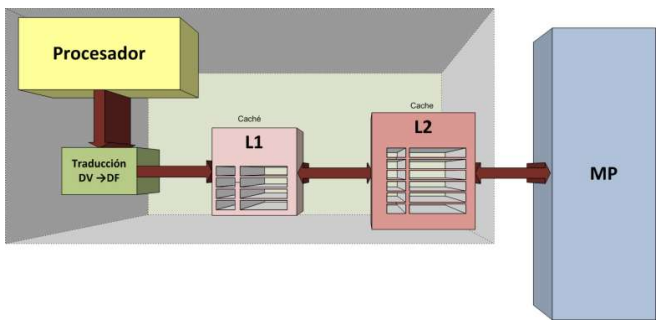 Procesador
Traducción
DV →DF
Caché
L1
Cache
L2
MP